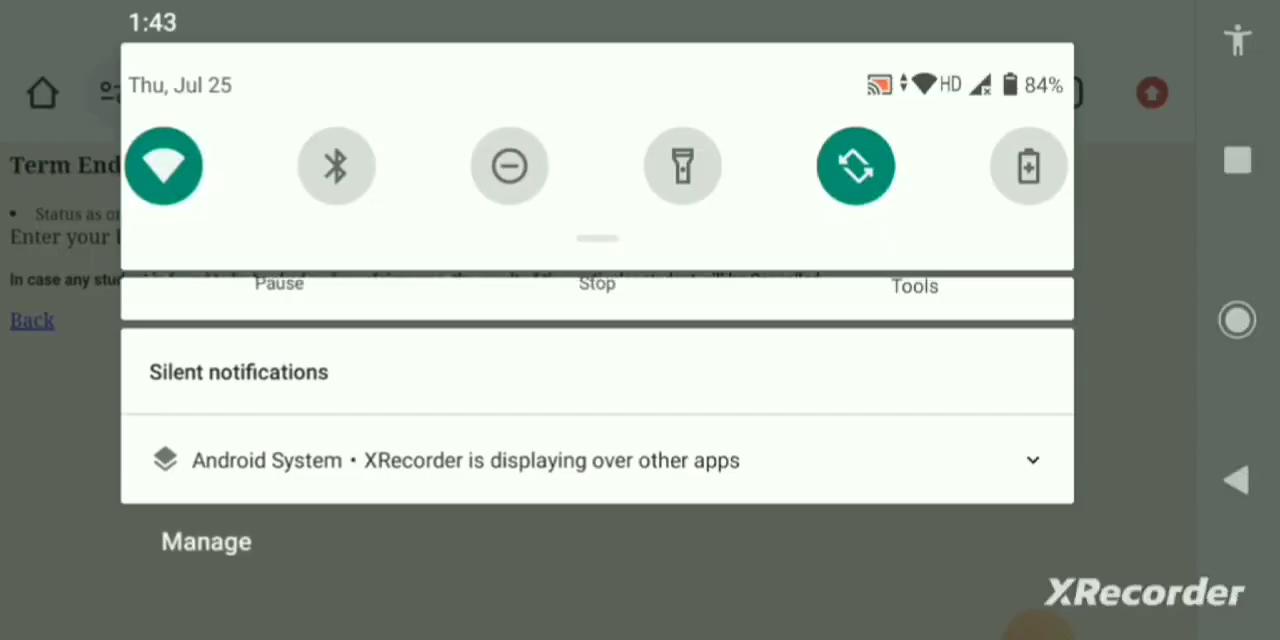 1:43
Thu, Jul 25
HD
84%
Term End
Status as
Enter your
In case any
Back
Pause
Stop
Tools
Silent notifications
Android System • XRecorder is displaying over other apps
Manage
XRecorder